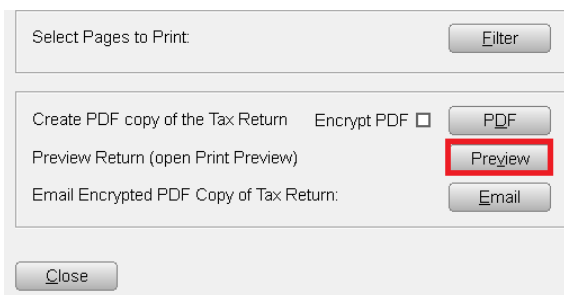 Select Pages to Print: Filter
Create PDF copy of the Tax Return Encrypt PDF PDF
Preview Return (open Print Preview) Preview
Email Encrypted PDF Copy of Tax Return: Email
Close